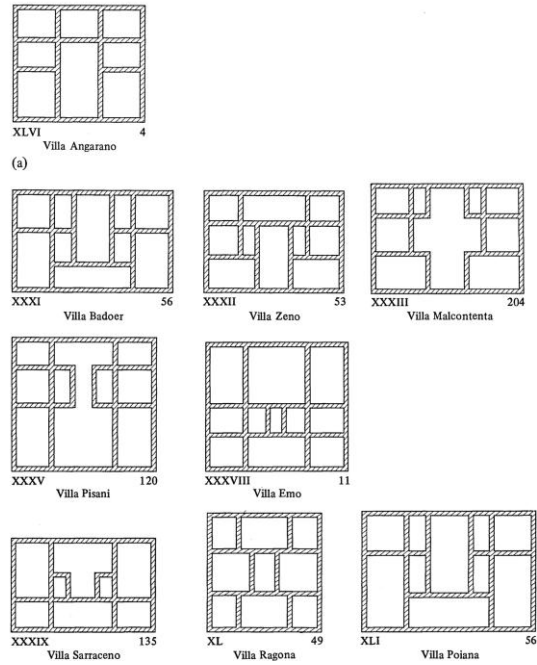 XLVI 4
Villa Angarano
(a)
XXXI 56
Villa Badoer
XXXII 53
Villa Zeno
XXXIII 204
Villa Malcontenta
XXXV 120
Villa Pisani
XXXVIII 11
Villa Emo
XXXIX 135
Villa Sarraceno
XL 49
Villa Ragona
XLI 56
Villa Poiana